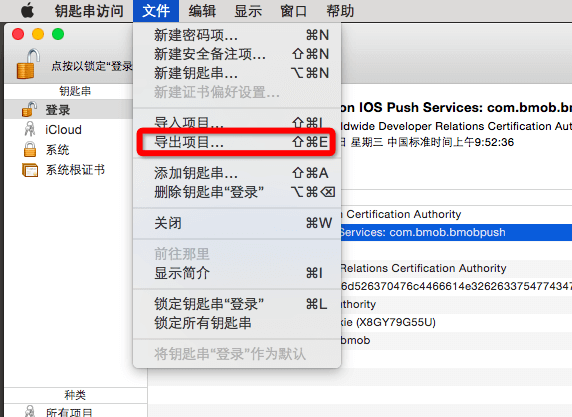 钥匙串访问 文件 编辑 显示 窗口 帮助
点按以锁定“登录
钥匙串
登录
iCloud
系统
系统根证书
种类
所有项目
新建密码项... ⌘N
新建安全备注项... ⇧⌘N
新建钥匙串... ⌥⌘N
新建证书偏好设置...
导入项目... ⇧⌘I
导出项目... ⇧⌘E
添加钥匙串... ⇧⌘A
删除钥匙串“登录” ⌥⌘⌫
关闭 ⌘W
前往那里
显示简介 ⌘I
锁定钥匙串“登录” ⌘L
锁定所有钥匙串
将钥匙串“登录”作为默认
on IOS Push Services: com.bmob.b
ldwide Developer Relations Certification Auth
日 星期三 中国标准时间上午9:52:36
n Certification Authority
Services: com.bmob.bmobpush
Relations Certification Authority
6d526370476c4466614e3262633754774347
thority
xie (X8GY79G55U)
bmob